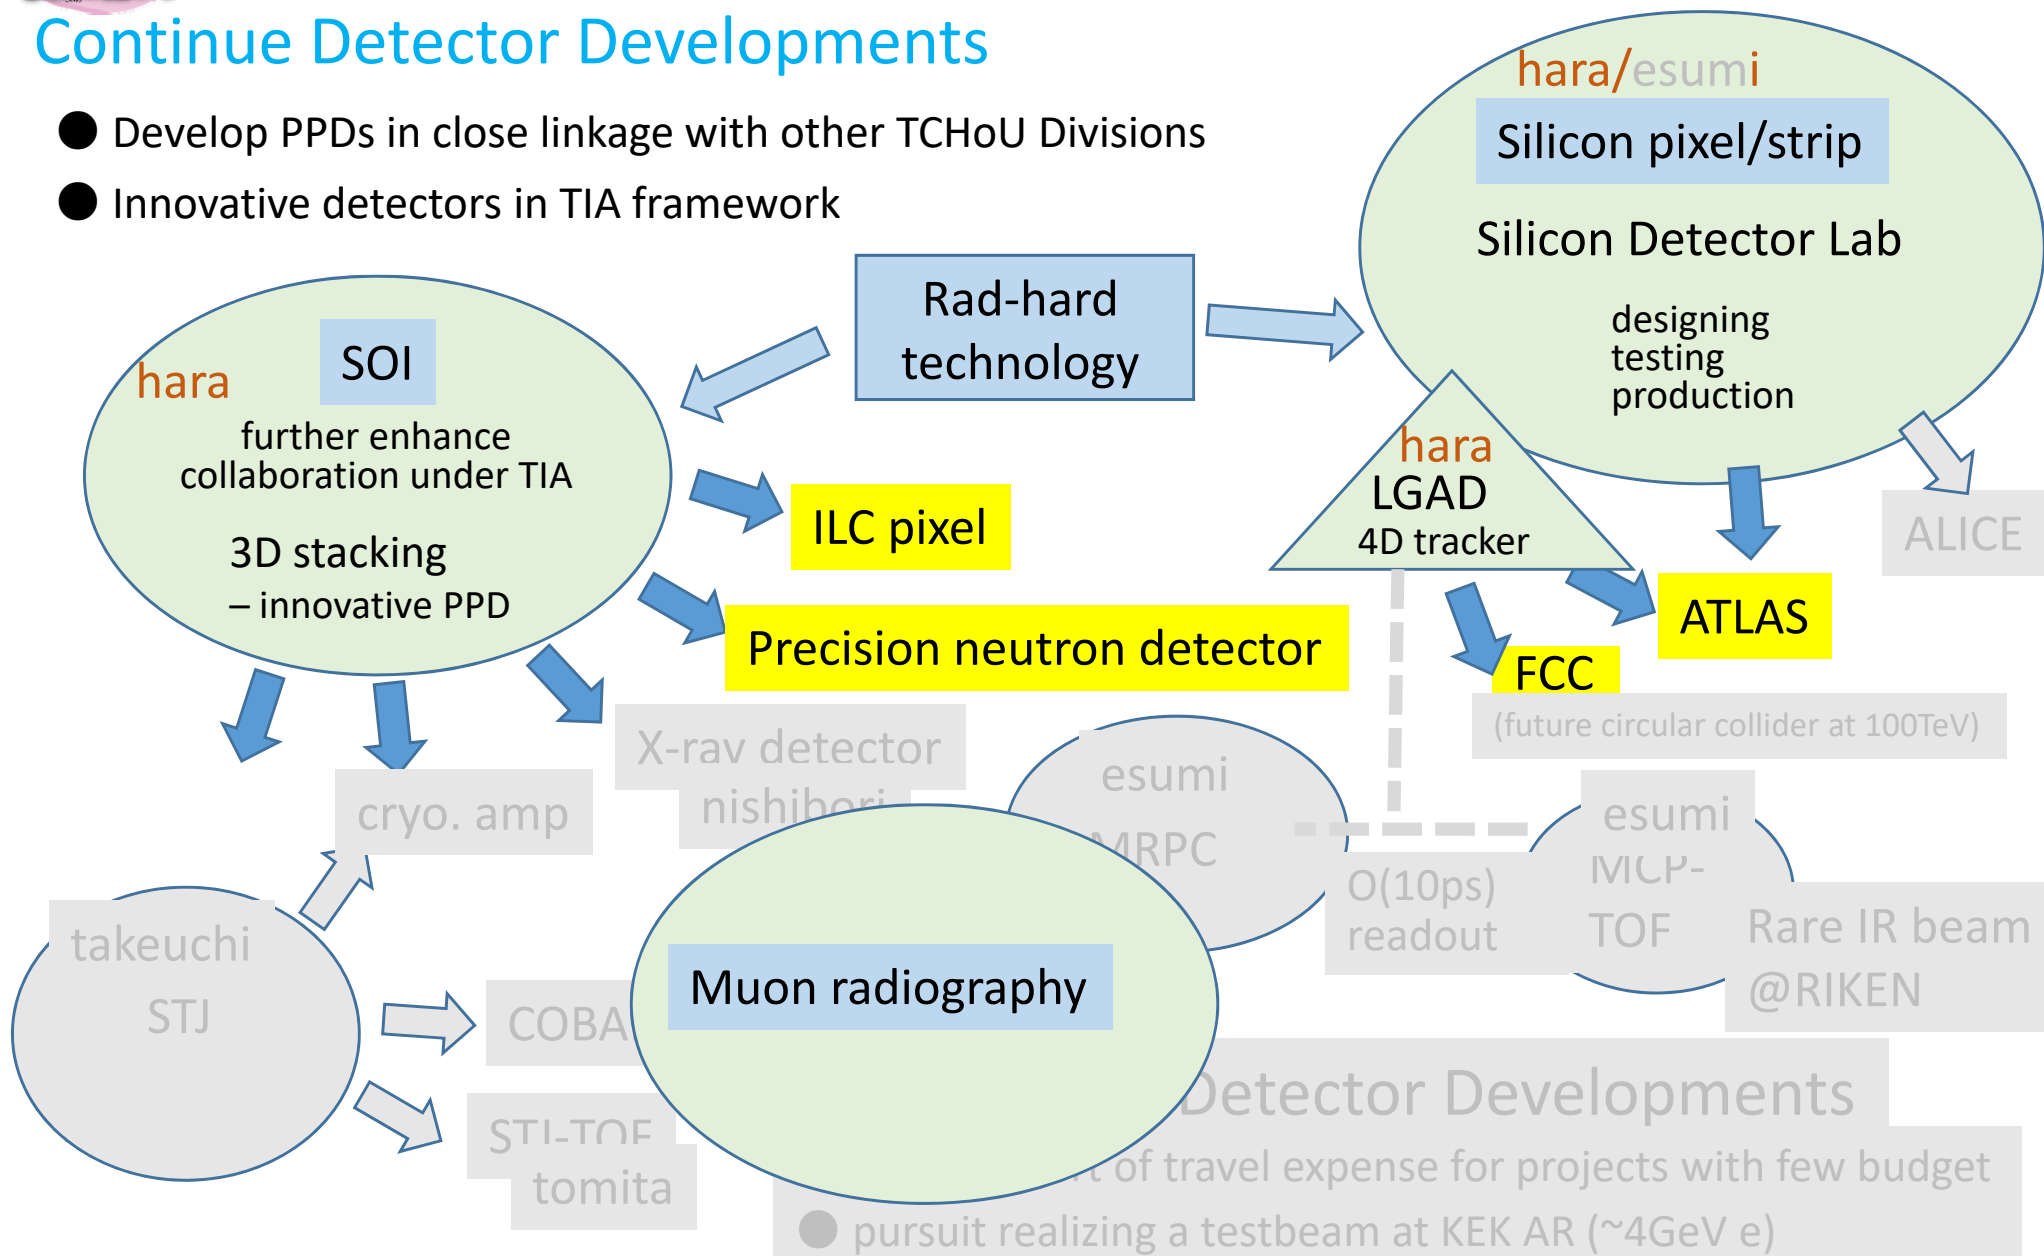 Continue Detector Developments
● Develop PPDs in close linkage with other TCHoU Divisions
● Innovative detectors in TIA framework
hara/esumi
Silicon pixel/strip
Silicon Detector Lab
designing
testing
production
Rad-hard
technology
hara
SOI
further enhance
collaboration under TIA
3D stacking
– innovative PPD
hara
LGAD
4D tracker
ILC pixel
ALICE
ATLAS
Precision neutron detector
FCC
(future circular collider at 100TeV)
X-ray detector
nishibori
cryo. amp
esumi
MRPC
esumi
MCP-
TOF
O(10ps)
readout
Rare IR beam
@RIKEN
takeuchi
STJ
Muon radiography
COBA
STJ-TOF
tomita
Detector Developments
of travel expense for projects with few budget
● pursuit realizing a testbeam at KEK AR (~4GeV e)